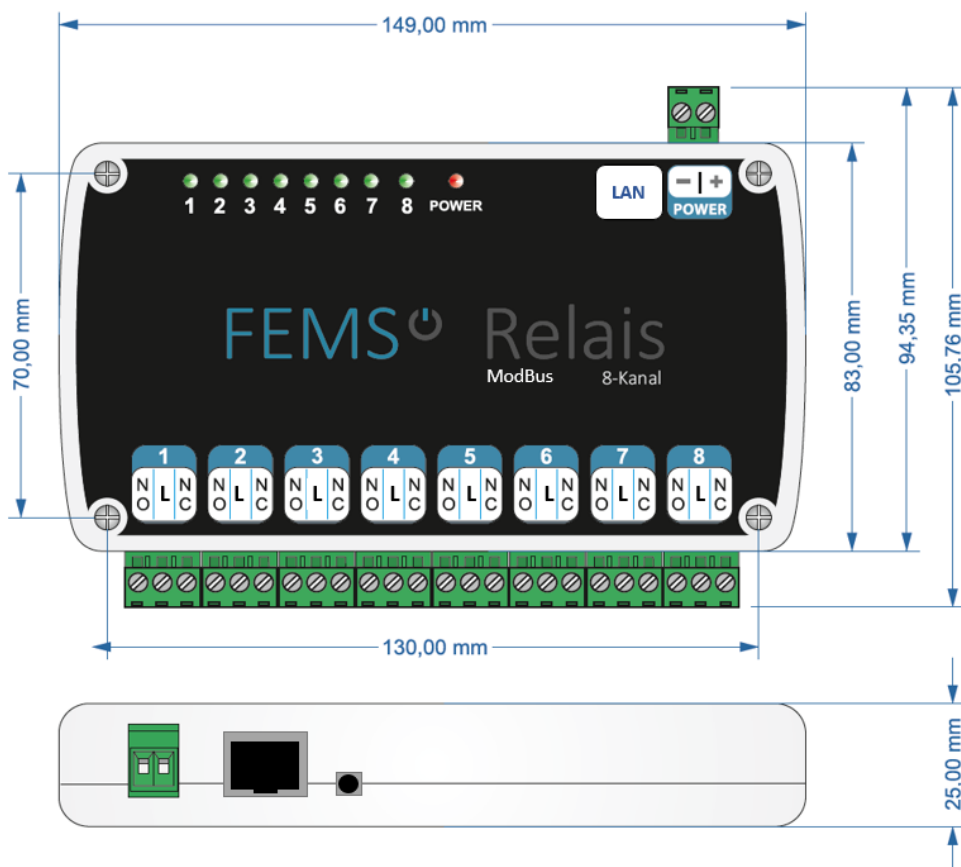 149,00 mm
1 2 3 4 5 6 7 8 POWER
LAN
- | +
POWER
FEMS Relais
ModBus 8-Kanal
70,00 mm
83,00 mm
94,35 mm
105.76 mm
1 2 3 4 5 6 7 8
NO L NC NO L NC NO L NC NO L NC NO L NC NO L NC NO L NC NO L NC
130,00 mm
25.00 mm